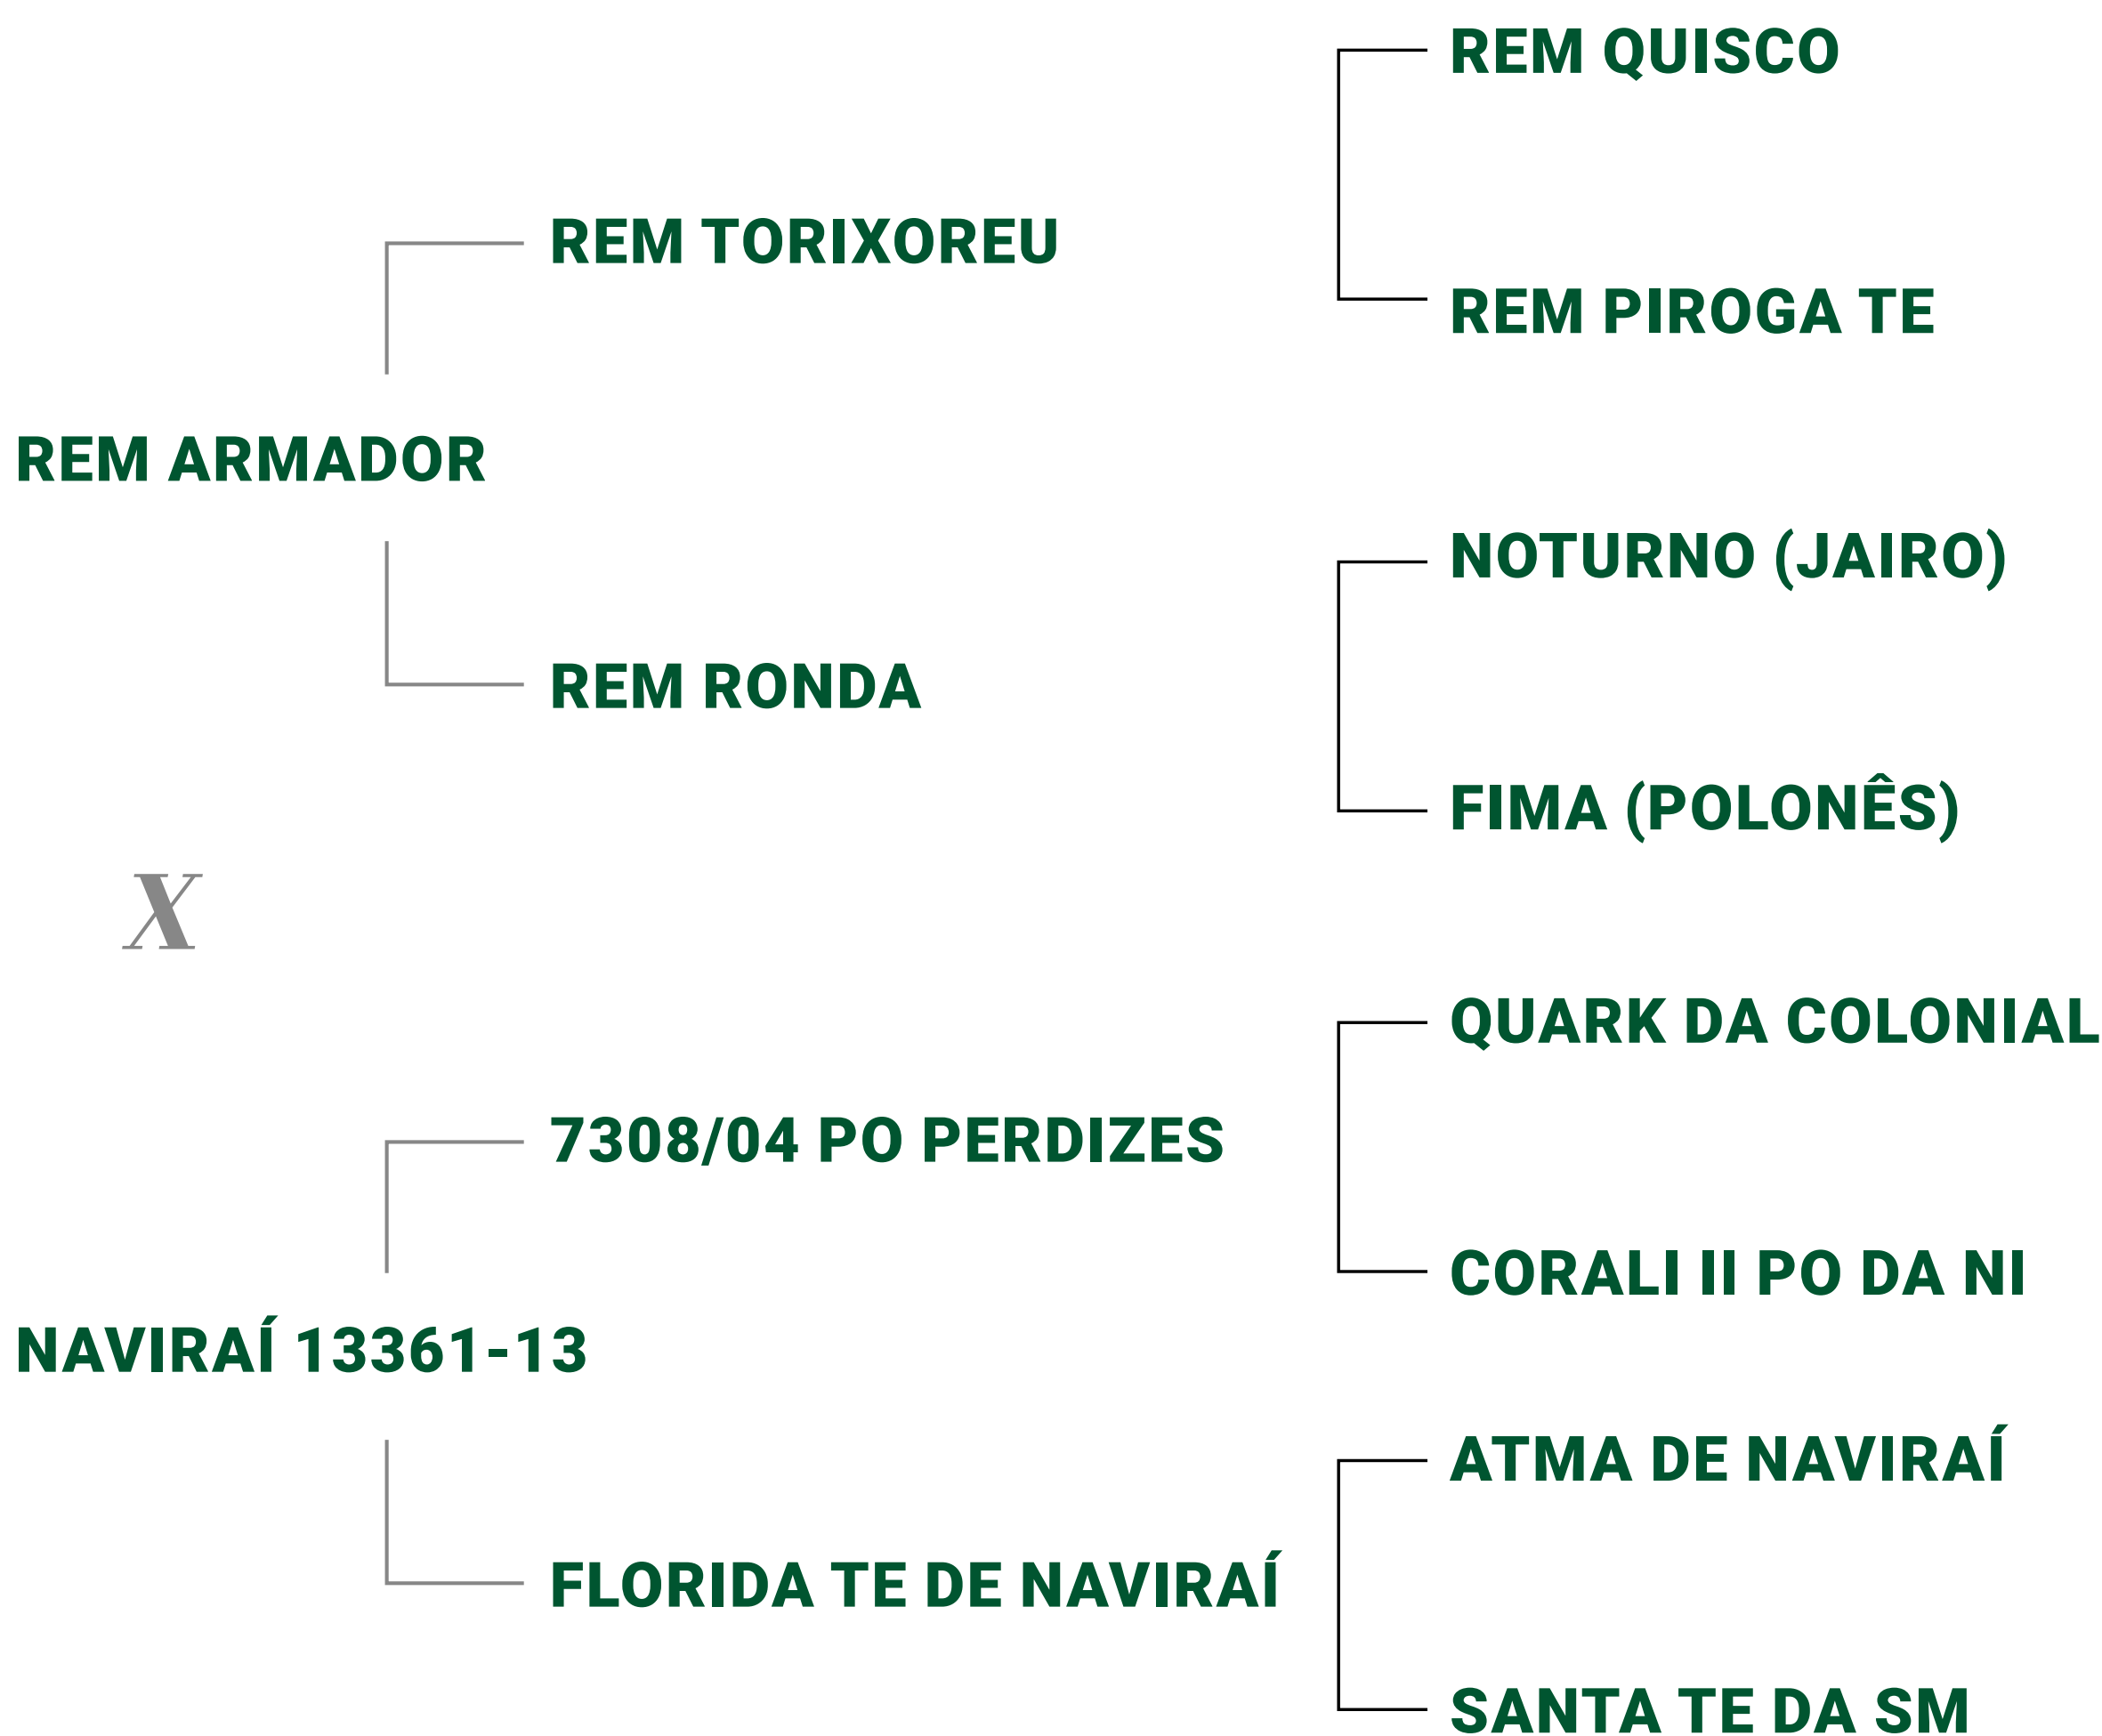 REM QUISCO
REM TORIXOREU
REM PIROGA TE
REM ARMADOR
NOTURNO (JAIRO)
REM RONDA
FIMA (POLONÊS)
X
QUARK DA COLONIAL
7308/04 PO PERDIZES
CORALI II PO DA NI
NAVIRAÍ 13361-13
ATMA DE NAVIRAÍ
FLORIDA TE DE NAVIRAÍ
SANTA TE DA SM